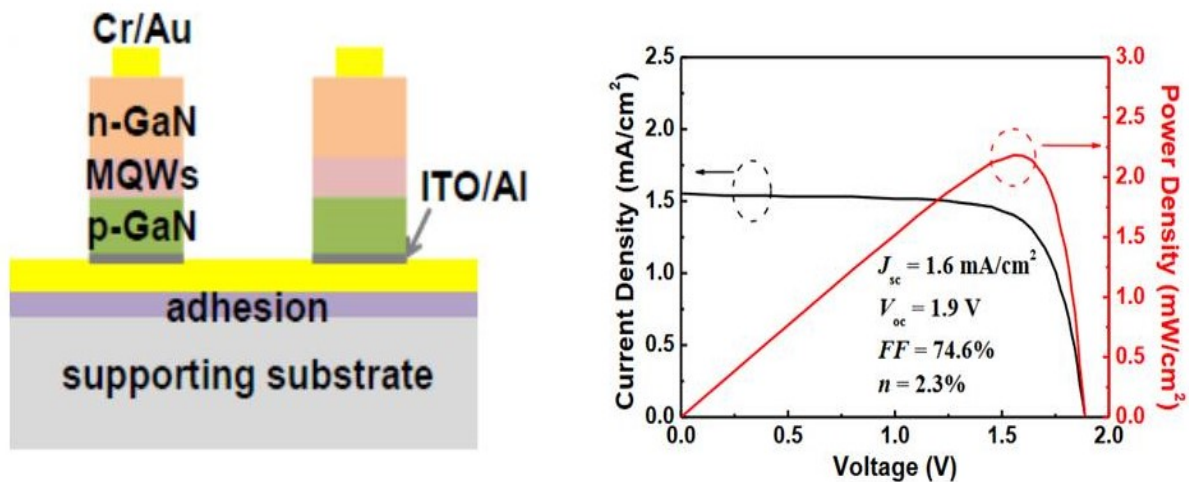 Cr/Au
n-GaN
MQWs
p-GaN
ITO/Al
adhesion
supporting substrate
Current Density (mA/cm²)
2.5
2.0
1.5
1.0
0.5
0.0
J_sc = 1.6 mA/cm²
V_oc = 1.9 V
FF = 74.6%
n = 2.3%
0.0 0.5 1.0 1.5 2.0
Voltage (V)
3.0
2.5
2.0
1.5
1.0
0.5
0.0
Power Density (mW/cm²)